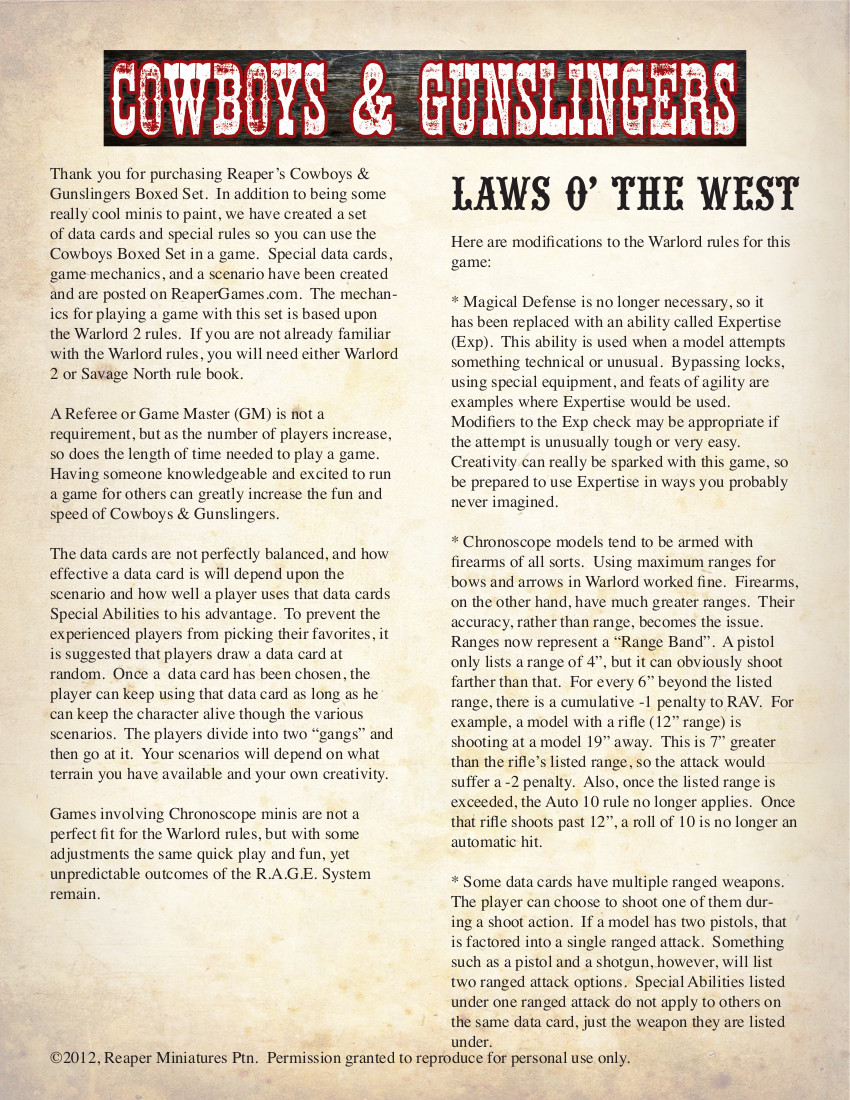 COWBOYS & GUNSLINGERS
Thank you for purchasing Reaper's Cowboys &
Gunslingers Boxed Set.  In addition to being some
really cool minis to paint, we have created a set
of data cards and special rules so you can use the
Cowboys Boxed Set in a game.  Special data cards,
game mechanics, and a scenario have been created
and are posted on ReaperGames.com.  The mechan-
ics for playing a game with this set is based upon
the Warlord 2 rules.  If you are not already familiar
with the Warlord rules, you will need either Warlord
2 or Savage North rule book.

A Referee or Game Master (GM) is not a
requirement, but as the number of players increase,
so does the length of time needed to play a game.
Having someone knowledgeable and excited to run
a game for others can greatly increase the fun and
speed of Cowboys & Gunslingers.

The data cards are not perfectly balanced, and how
effective a data card is will depend upon the
scenario and how well a player uses that data cards
Special Abilities to his advantage.  To prevent the
experienced players from picking their favorites, it
is suggested that players draw a data card at
random.  Once a  data card has been chosen, the
player can keep using that data card as long as he
can keep the character alive though the various
scenarios.  The players divide into two “gangs” and
then go at it.  Your scenarios will depend on what
terrain you have available and your own creativity.

Games involving Chronoscope minis are not a
perfect fit for the Warlord rules, but with some
adjustments the same quick play and fun, yet
unpredictable outcomes of the R.A.G.E. System
remain.

LAWS O' THE WEST
Here are modifications to the Warlord rules for this
game:

* Magical Defense is no longer necessary, so it
has been replaced with an ability called Expertise
(Exp).  This ability is used when a model attempts
something technical or unusual.  Bypassing locks,
using special equipment, and feats of agility are
examples where Expertise would be used.
Modifiers to the Exp check may be appropriate if
the attempt is unusually tough or very easy.
Creativity can really be sparked with this game, so
be prepared to use Expertise in ways you probably
never imagined.

* Chronoscope models tend to be armed with
firearms of all sorts.  Using maximum ranges for
bows and arrows in Warlord worked fine.  Firearms,
on the other hand, have much greater ranges.  Their
accuracy, rather than range, becomes the issue.
Ranges now represent a “Range Band”.  A pistol
only lists a range of 4”, but it can obviously shoot
farther than that.  For every 6” beyond the listed
range, there is a cumulative -1 penalty to RAV.  For
example, a model with a rifle (12” range) is
shooting at a model 19” away.  This is 7” greater
than the rifle's listed range, so the attack would
suffer a -2 penalty.  Also, once the listed range is
exceeded, the Auto 10 rule no longer applies.  Once
that rifle shoots past 12”, a roll of 10 is no longer an
automatic hit.

* Some data cards have multiple ranged weapons.
The player can choose to shoot one of them dur-
ing a shoot action.  If a model has two pistols, that
is factored into a single ranged attack.  Something
such as a pistol and a shotgun, however, will list
two ranged attack options.  Special Abilities listed
under one ranged attack do not apply to others on
the same data card, just the weapon they are listed
under.
©2012, Reaper Miniatures Ptn.  Permission granted to reproduce for personal use only.